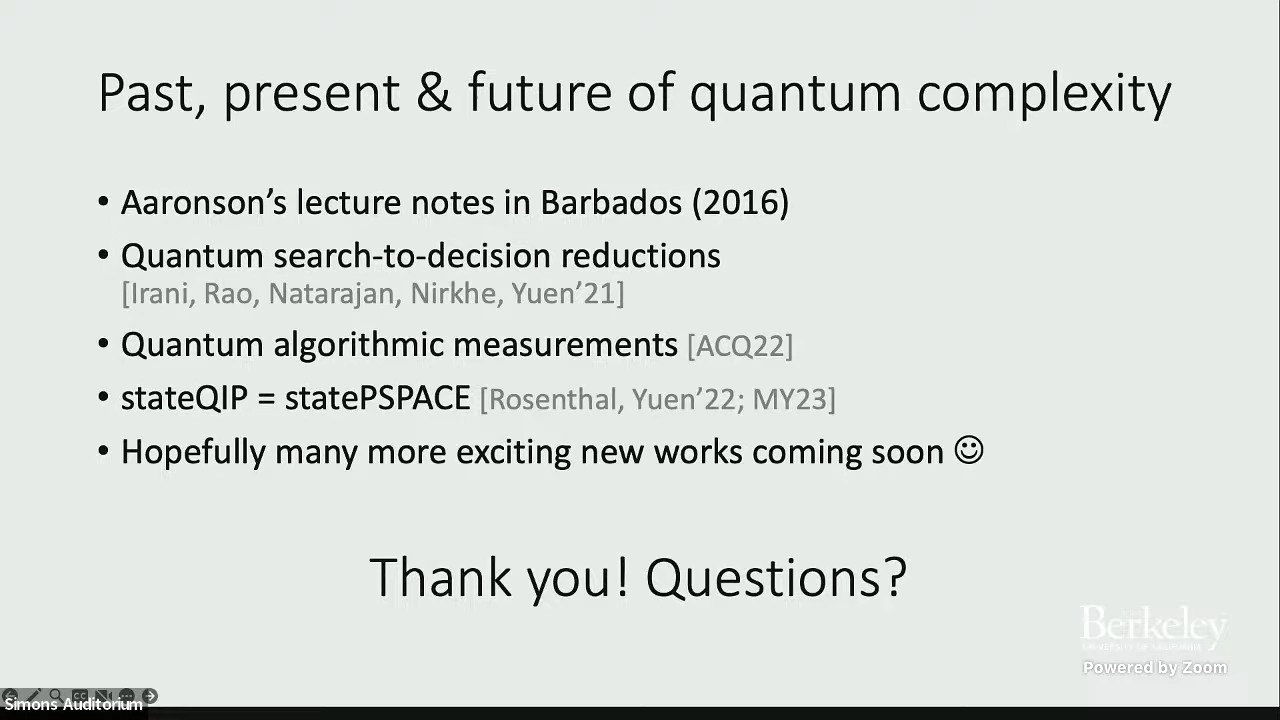 Past, present & future of quantum complexity
• Aaronson’s lecture notes in Barbados (2016)
• Quantum search-to-decision reductions
[Irani, Rao, Natarajan, Nirkhe, Yuen’21]
• Quantum algorithmic measurements [ACQ22]
• stateQIP = statePSPACE [Rosenthal, Yuen’22; MY23]
• Hopefully many more exciting new works coming soon ☺
Thank you! Questions?
Berkeley
UNIVERSITY OF CALIFORNIA
Powered by Zoom
Simons Auditorium